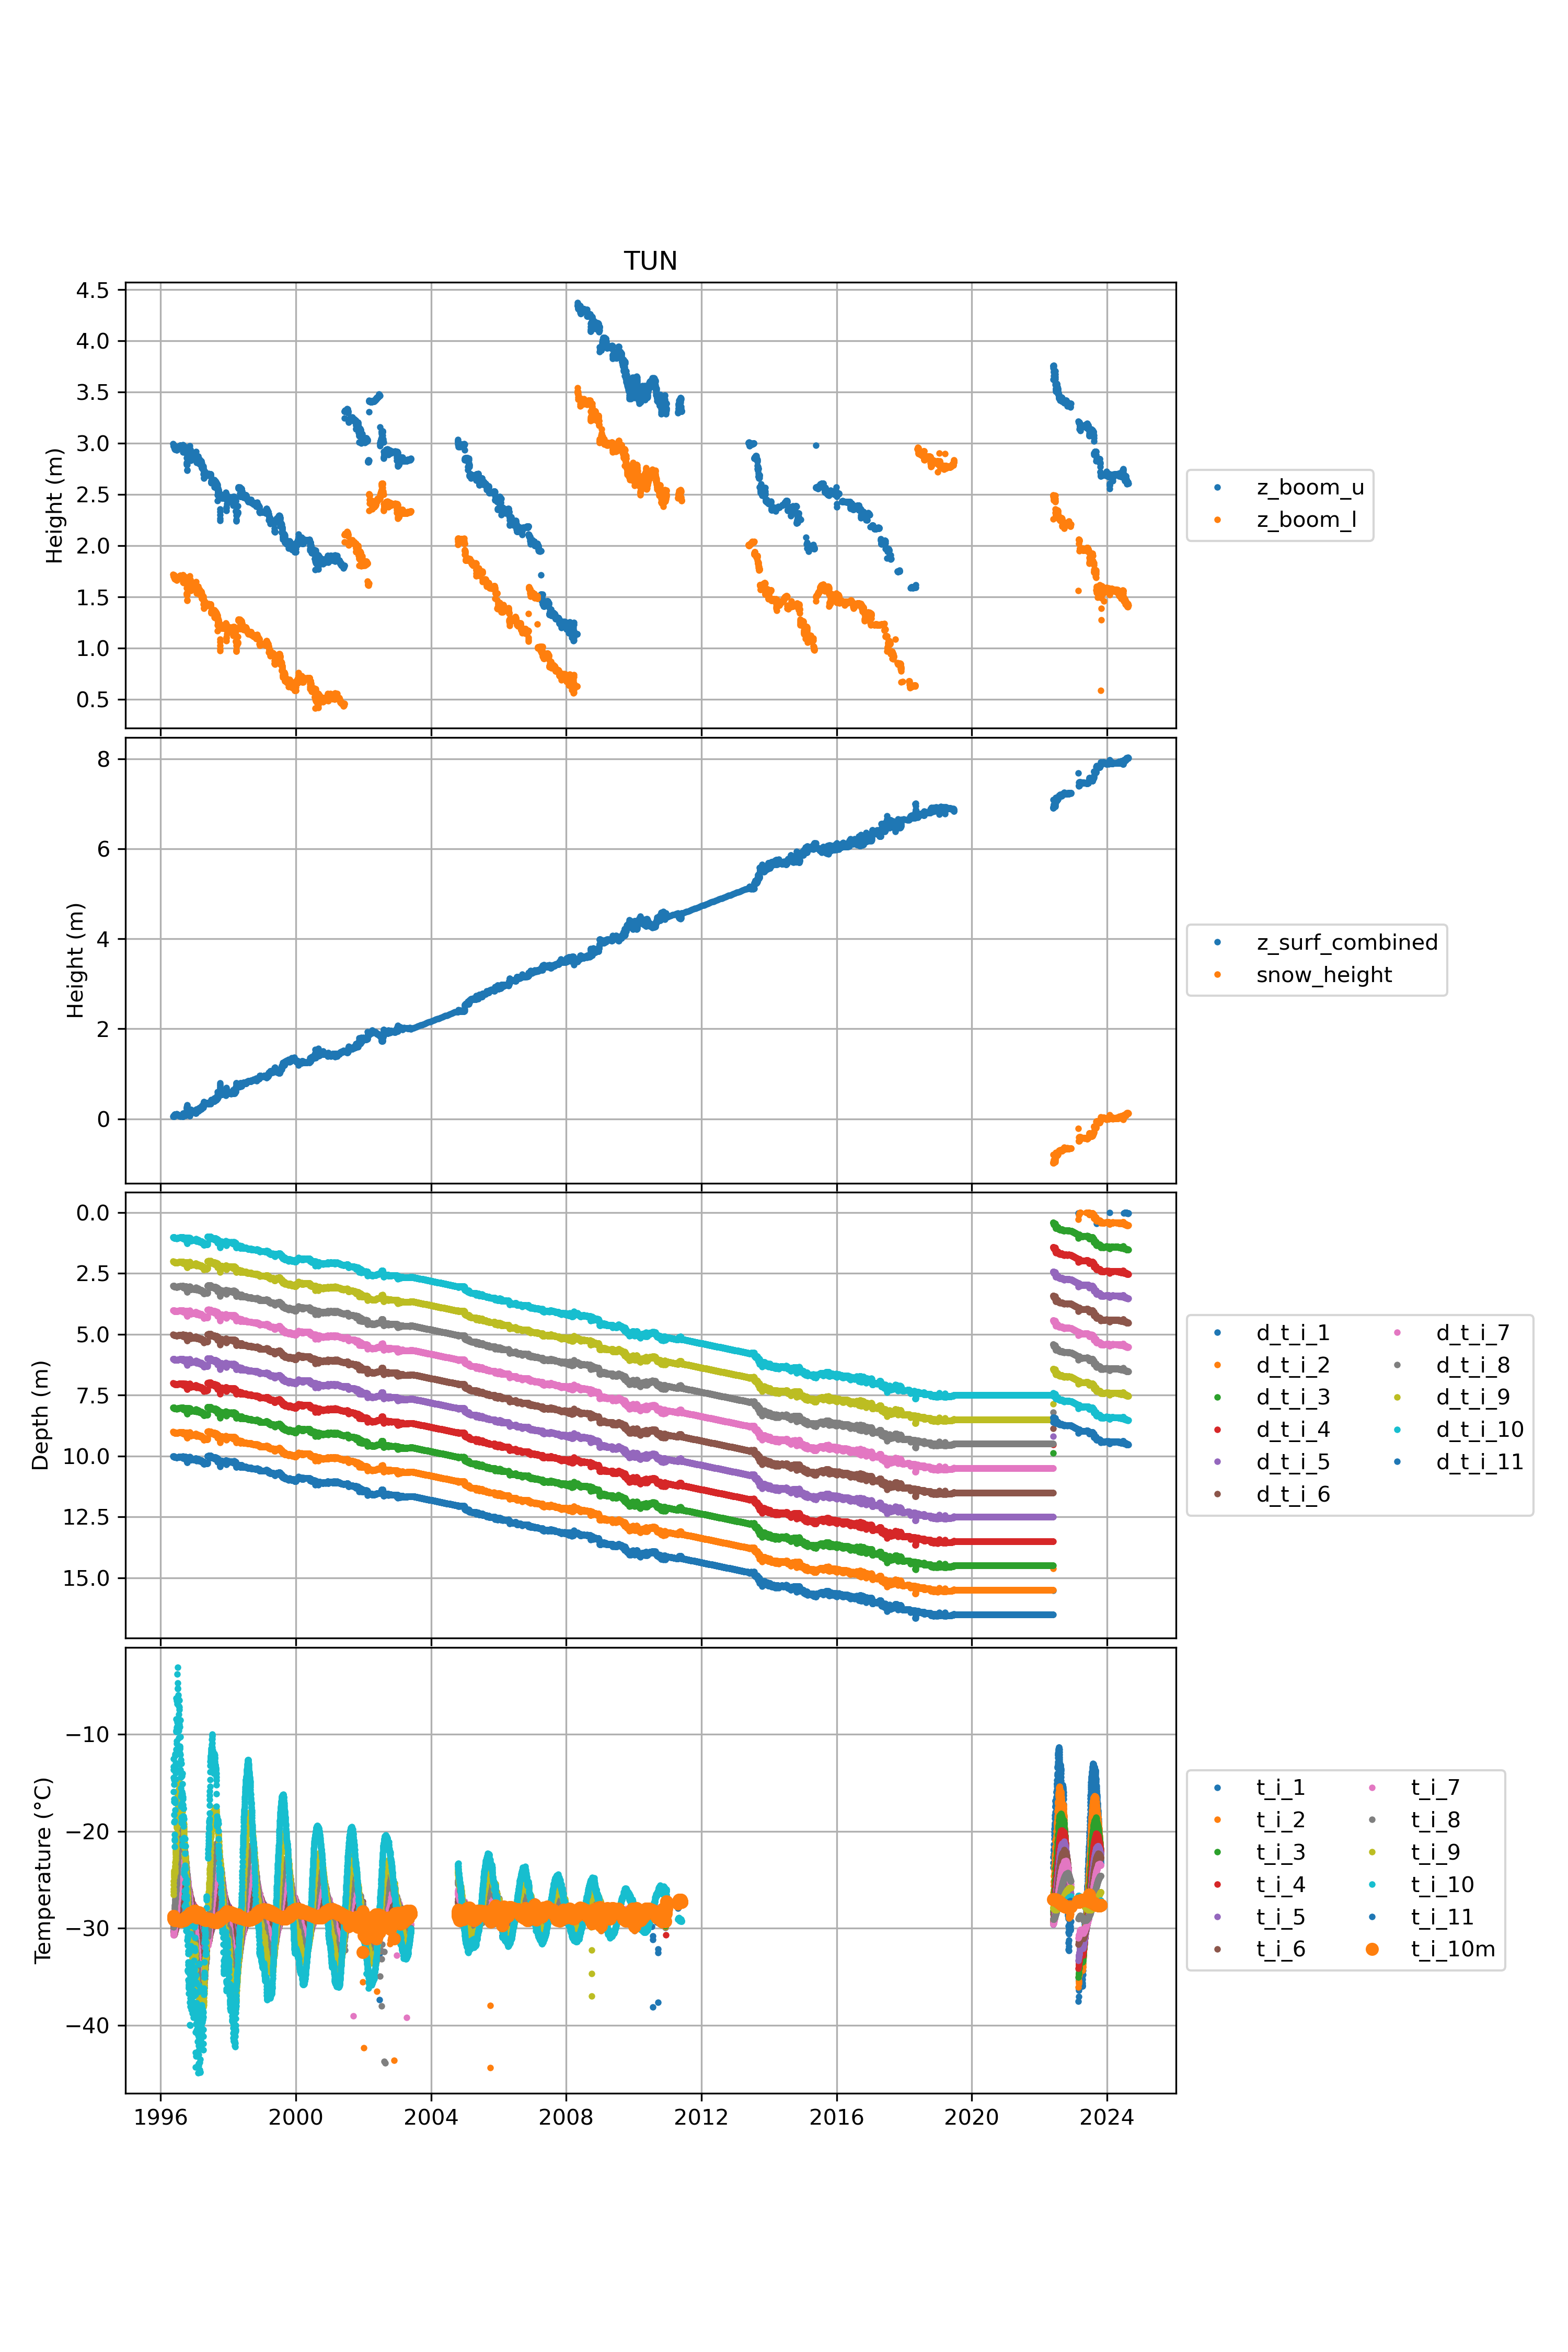 TUN
Height (m)
4.5
4.0
3.5
3.0
2.5
2.0
1.5
1.0
0.5
z_boom_u
z_boom_l
Height (m)
8
6
4
2
0
z_surf_combined
snow_height
Depth (m)
0.0
2.5
5.0
7.5
10.0
12.5
15.0
d_t_i_1 d_t_i_7
d_t_i_2 d_t_i_8
d_t_i_3 d_t_i_9
d_t_i_4 d_t_i_10
d_t_i_5 d_t_i_11
d_t_i_6
Temperature (°C)
−10
−20
−30
−40
t_i_1 t_i_7
t_i_2 t_i_8
t_i_3 t_i_9
t_i_4 t_i_10
t_i_5 t_i_11
t_i_6 t_i_10m
1996 2000 2004 2008 2012 2016 2020 2024